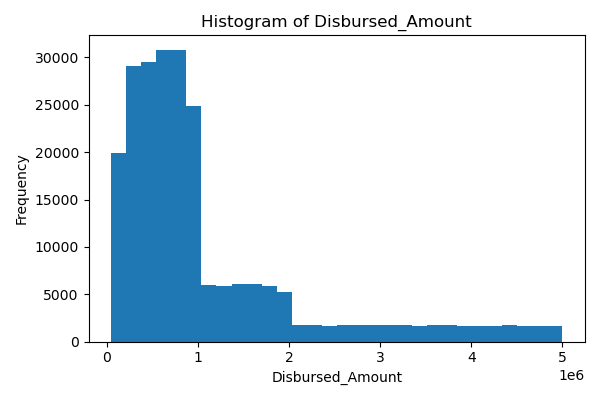 Histogram of Disbursed_Amount
30000
25000
20000
15000
10000
5000
0
Frequency
0 1 2 3 4 5
1e6
Disbursed_Amount